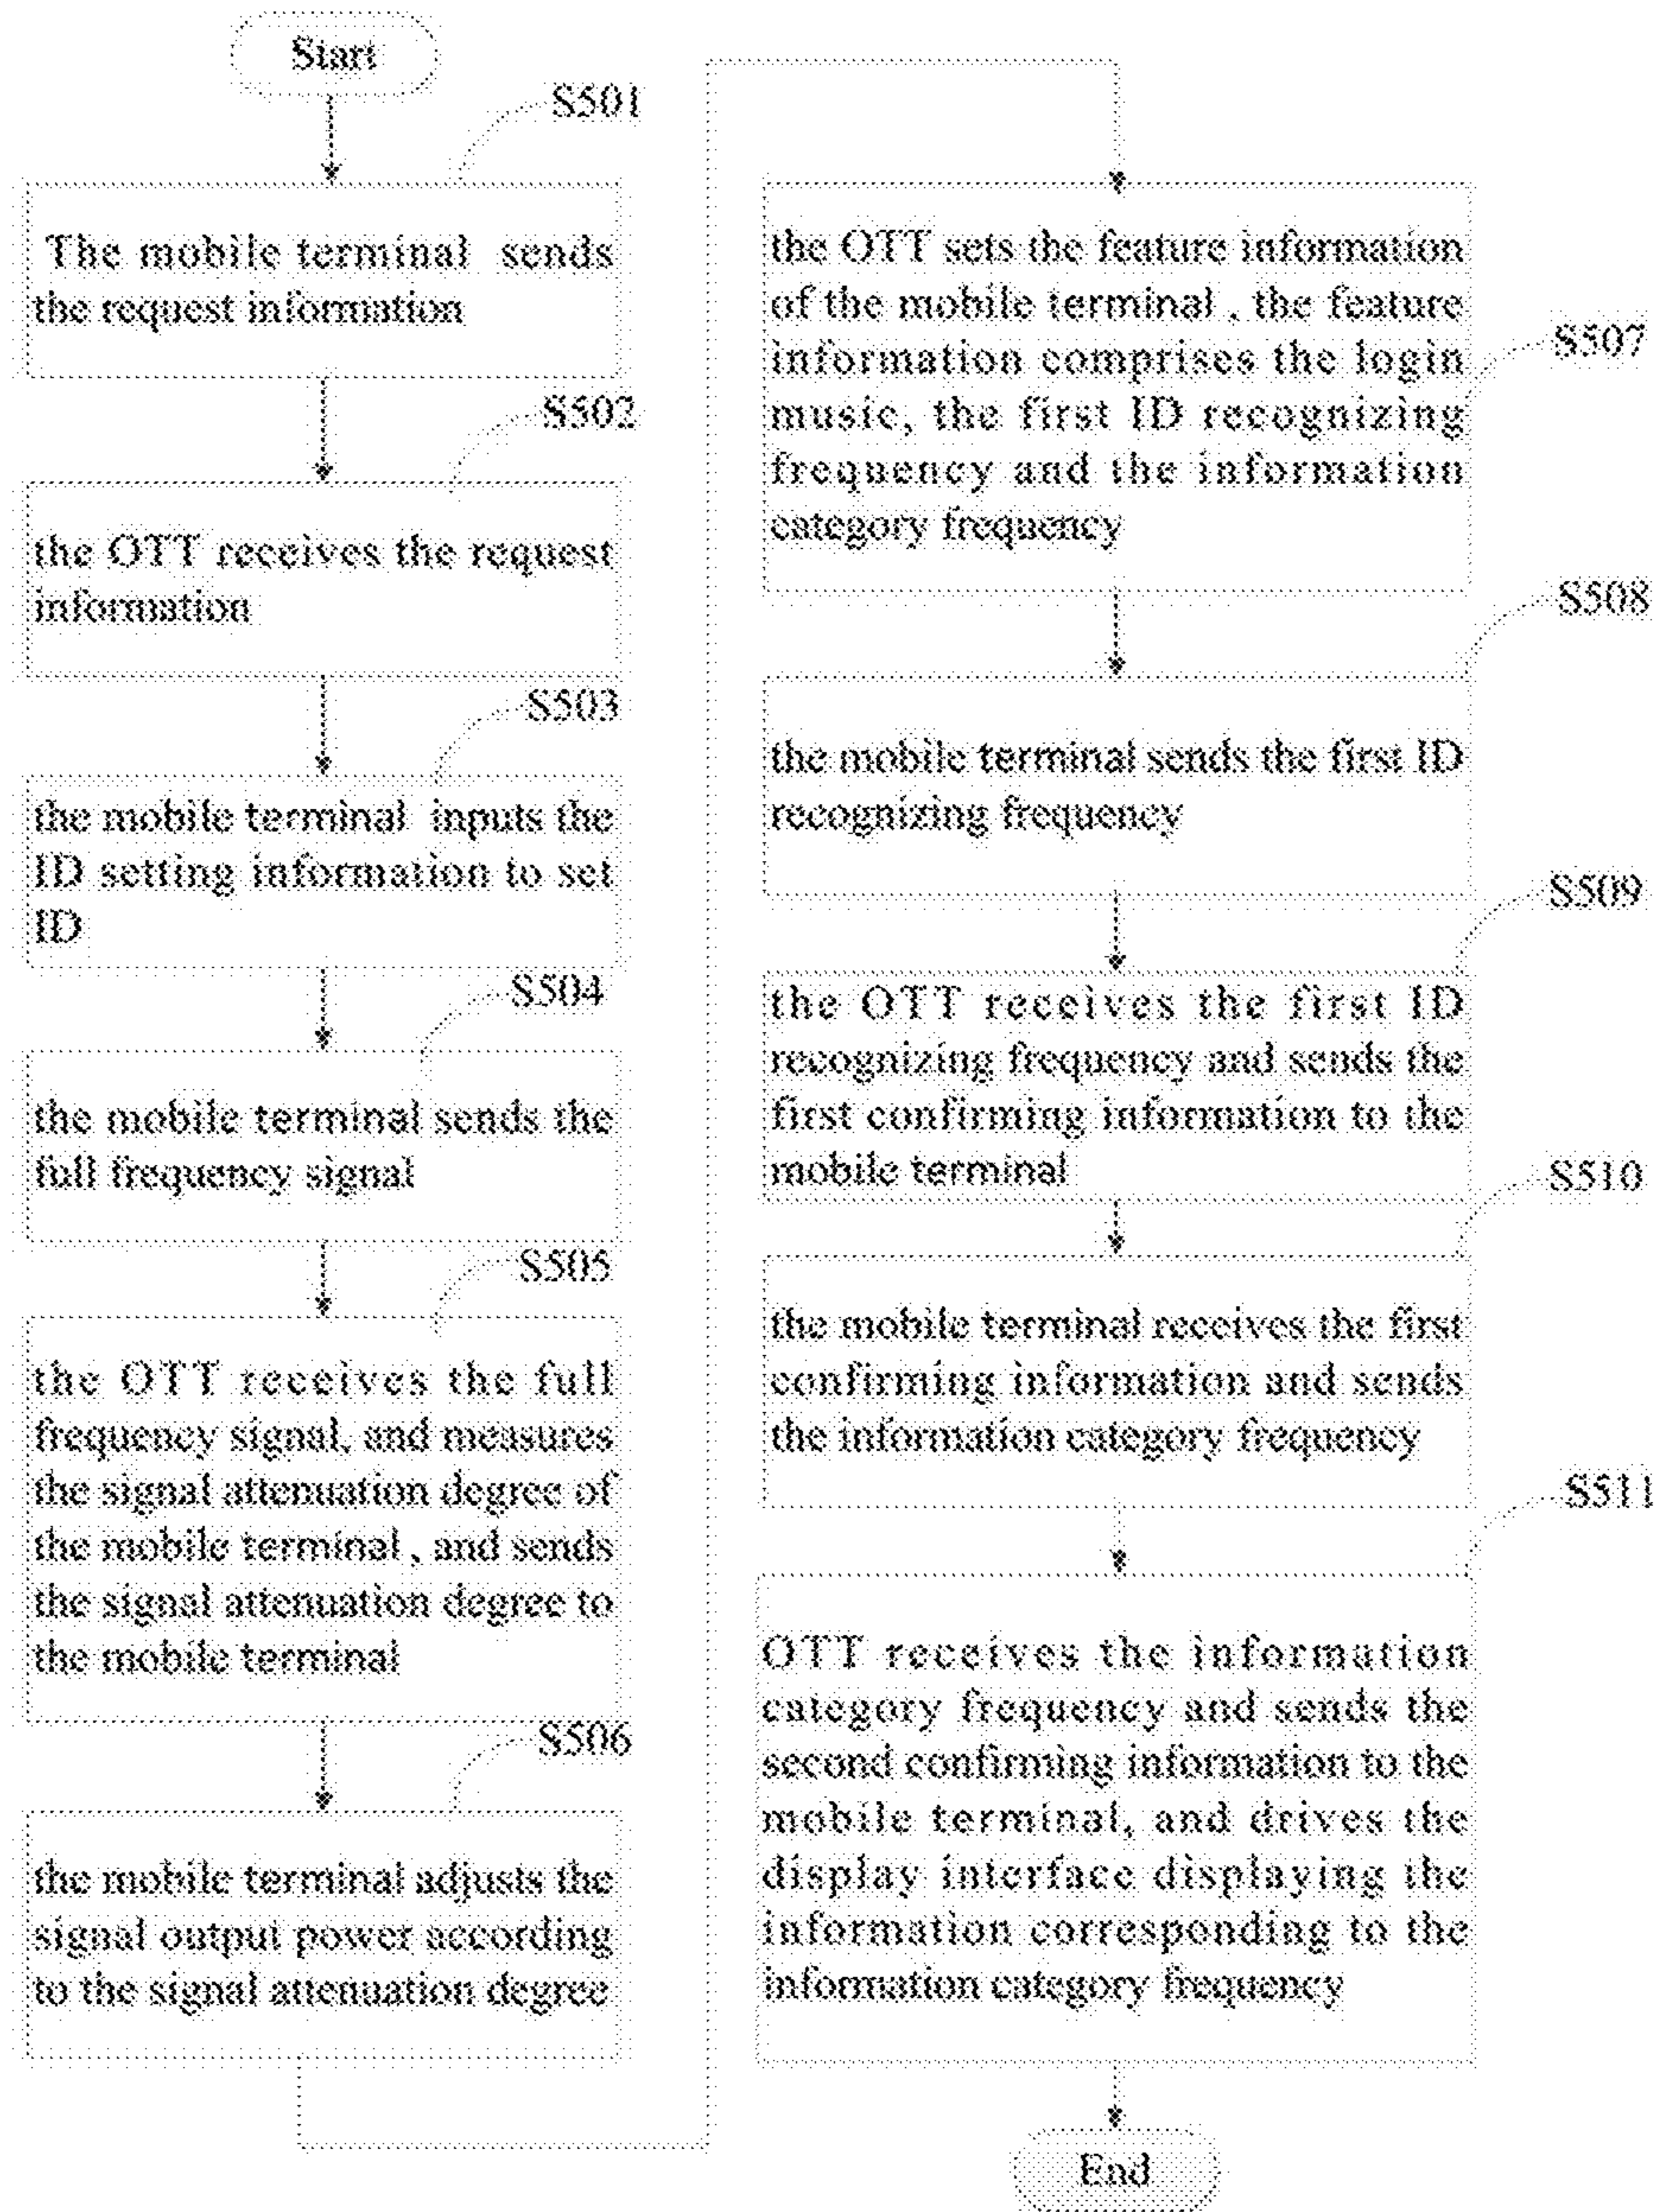 Start
S501
The mobile terminal sends
the request information
S502
the OTT receives the request
information
S503
the mobile terminal inputs the
ID setting information to set
ID
S504
the mobile terminal sends the
full frequency signal
S505
the OTT receives the full
frequency signal, and measures
the signal attenuation degree of
the mobile terminal, and sends
the signal attenuation degree to
the mobile terminal
S506
the mobile terminal adjusts the
signal output power according
to the signal attenuation degree
the OTT sets the feature information
of the mobile terminal, the feature
information comprises the login
music, the first ID recognizing
frequency and the information
category frequency
S507
S508
the mobile terminal sends the first ID
recognizing frequency
S509
the OTT receives the first ID
recognizing frequency and sends the
first confirming information to the
mobile terminal
S510
the mobile terminal receives the first
confirming information and sends
the information category frequency
S511
OTT receives the information
category frequency and sends the
second confirming information to the
mobile terminal, and drives the
display interface displaying the
information corresponding to the
information category frequency
End